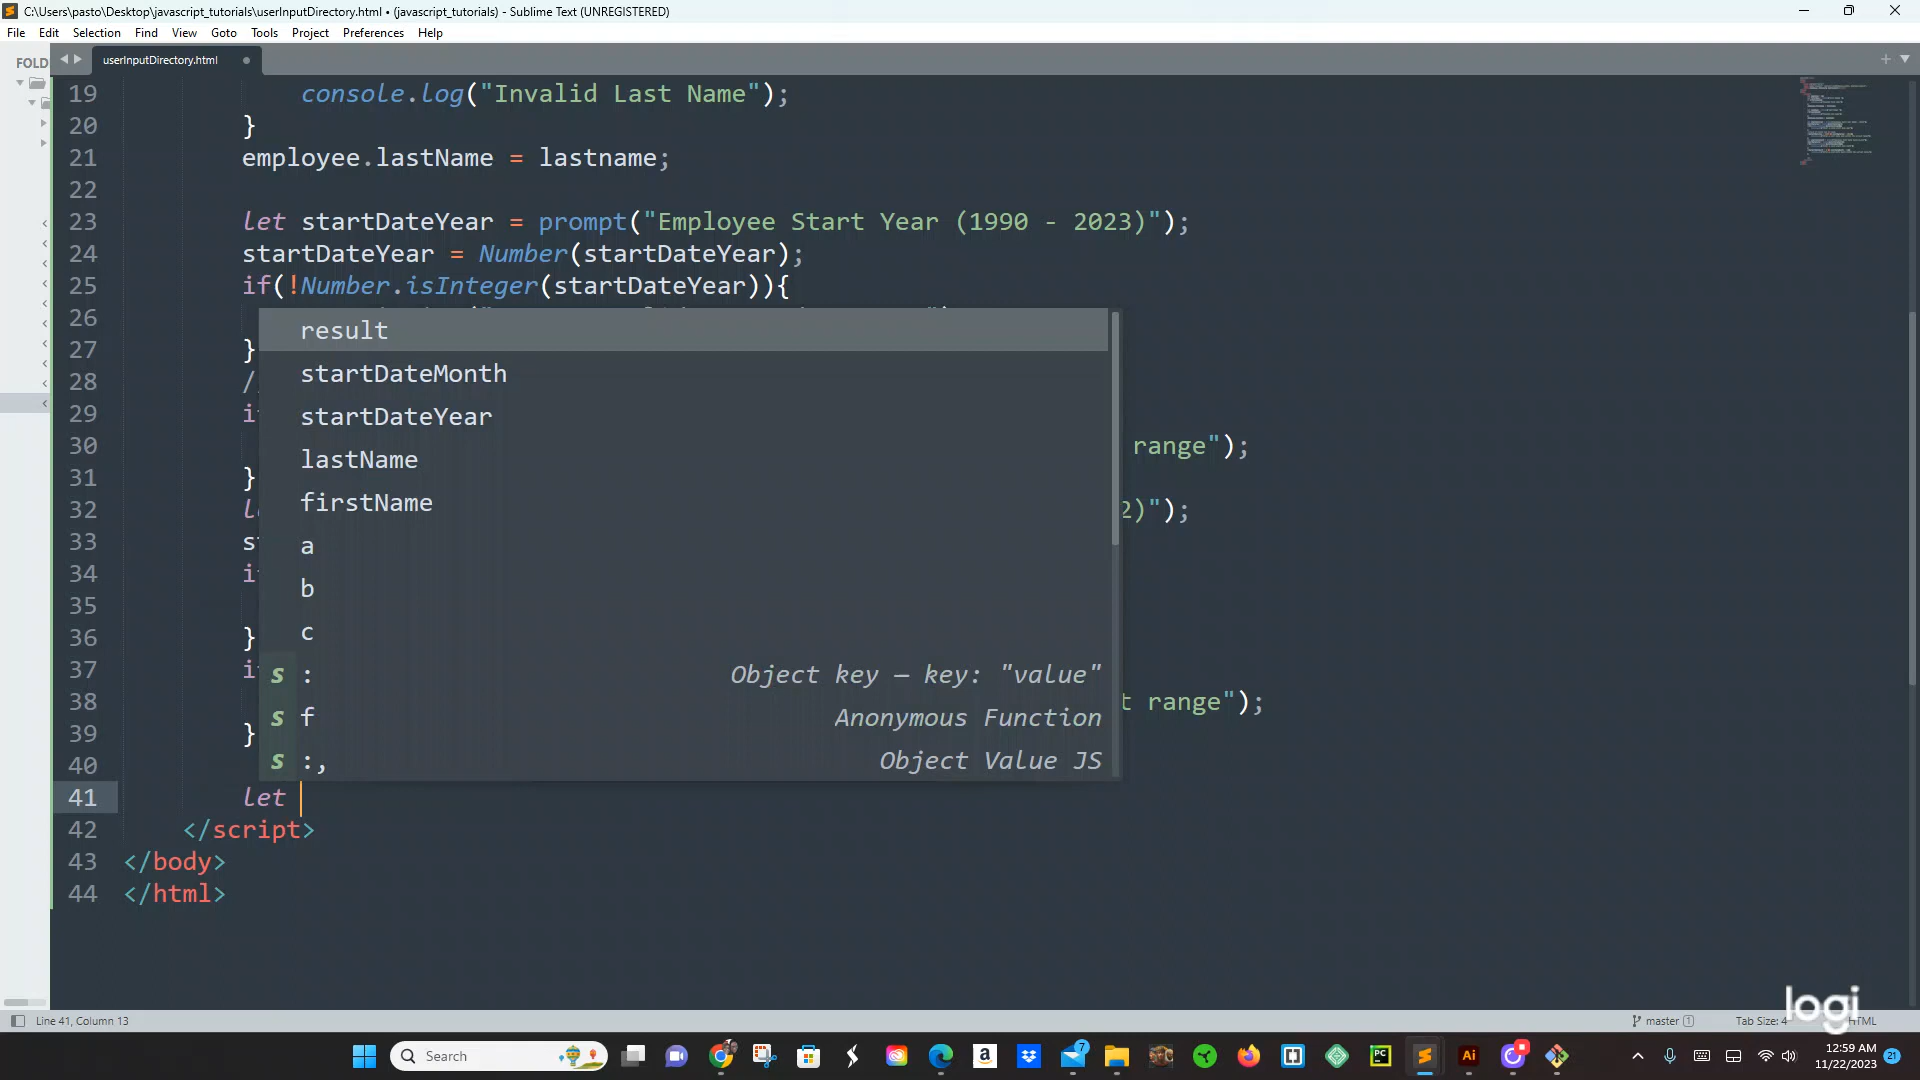 C:\Users\pasto\Desktop\javascript_tutorials\userInputDirectory.html • (javascript_tutorials) - Sublime Text (UNREGISTERED)
File Edit Selection Find View Goto Tools Project Preferences Help
FOLD
userInputDirectory.html
19 console.log("Invalid Last Name");
20 }
21 employee.lastName = lastname;
22
23 let startDateYear = prompt("Employee Start Year (1990 - 2023)");
24 startDateYear = Number(startDateYear);
25 if(!Number.isInteger(startDateYear)){
26
27 }
28 /
29 i
30 range");
31 }
32 l 2)");
33 s
34 i
35
36 }
37 i
38 t range");
39 }
40
41 let
42 </script>
43 </body>
44 </html>
result
startDateMonth
startDateYear
lastName
firstName
a
b
c
s : Object key — key: "value"
s f Anonymous Function
s :, Object Value JS
logi
Line 41, Column 13
master 1
Tab Size: 4
HTML
Search
7
12:59 AM
11/22/2023
21